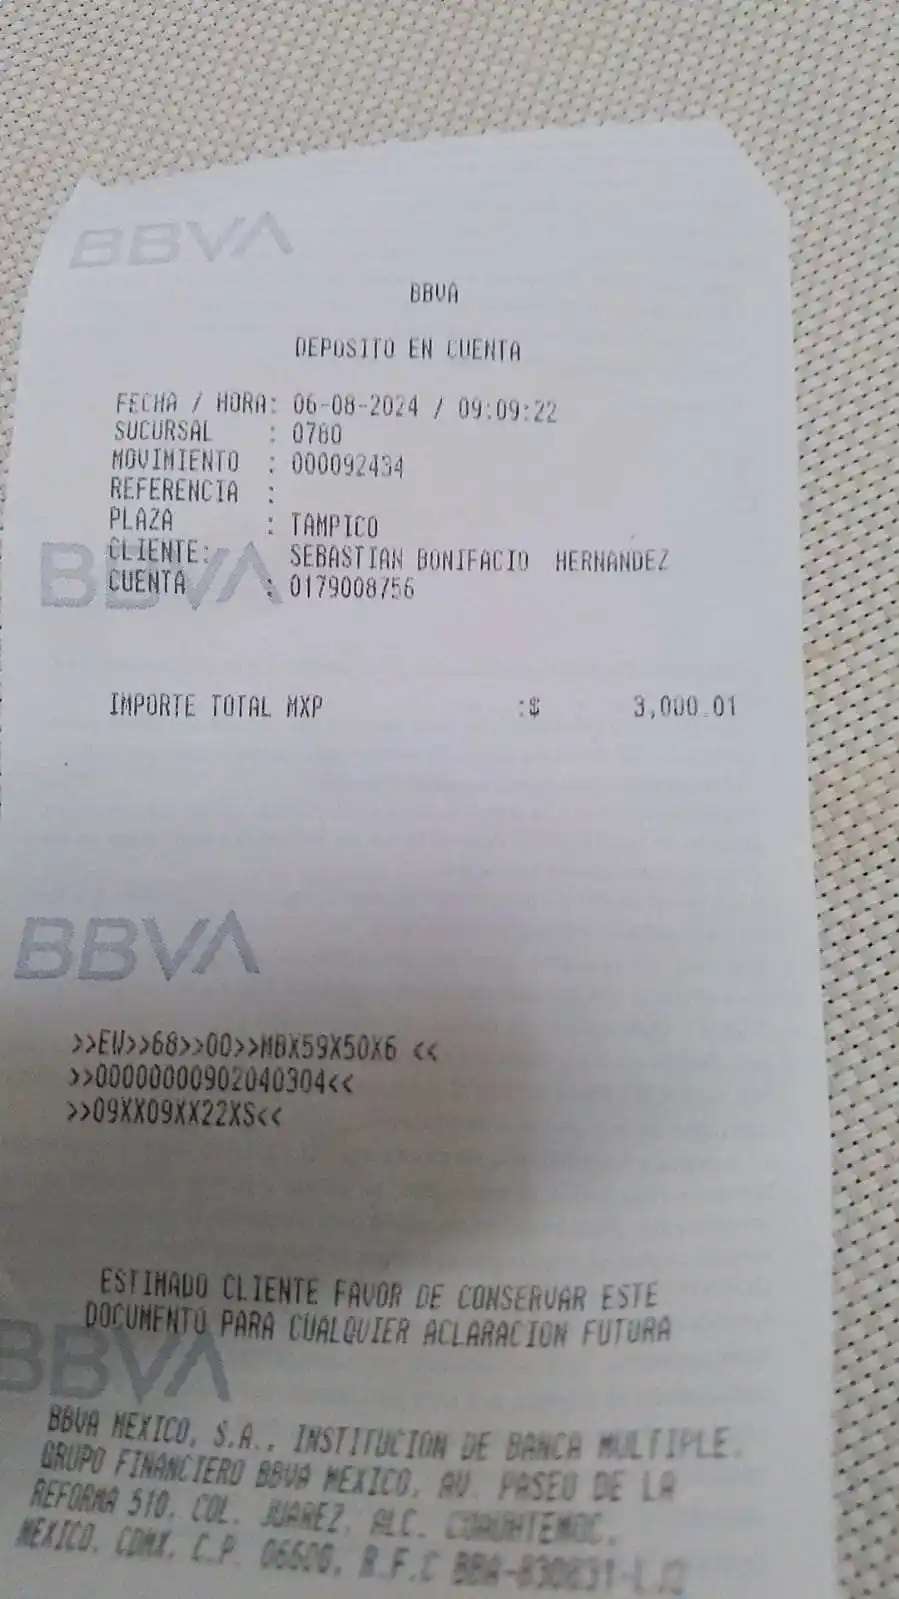 BBVA
BBVA
DEPOSITO EN CUENTA
FECHA / HORA: 06-08-2024 / 09:09:22
SUCURSAL : 0780
MOVIMIENTO : 000092434
REFERENCIA :
PLAZA : TAMPICO
CLIENTE: SEBASTIAN BONIFACIO HERNANDEZ
BBVA
CUENTA : 0179008756
IMPORTE TOTAL MXP :$ 3,000.01
BBVA
>>EW>>68>>00>>MBX59X50X6 <<
>>00000000902040304<<
>>09XX09XX22XS<<
ESTIMADO CLIENTE FAVOR DE CONSERVAR ESTE
DOCUMENTO PARA CUALQUIER ACLARACION FUTURA
BBVA
BBVA MEXICO, S.A., INSTITUCION DE BANCA MULTIPLE,
GRUPO FINANCIERO BBVA MEXICO, AV. PASEO DE LA
REFORMA 510, COL. JUAREZ, ALC. CUAUHTEMOC,
MEXICO, CDMX, C.P. 06600, R.F.C BBA-830831-LJ2